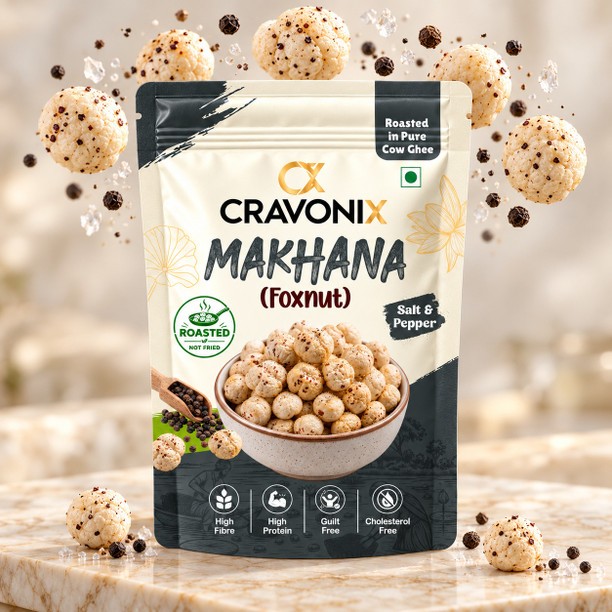 Roasted
in Pure
Cow Ghee
CX
CRAVONIX
MAKHANA
(Foxnut)
Salt &
Pepper
ROASTED
NOT FRIED
High
Fibre
High
Protein
Guilt
Free
Cholesterol
Free